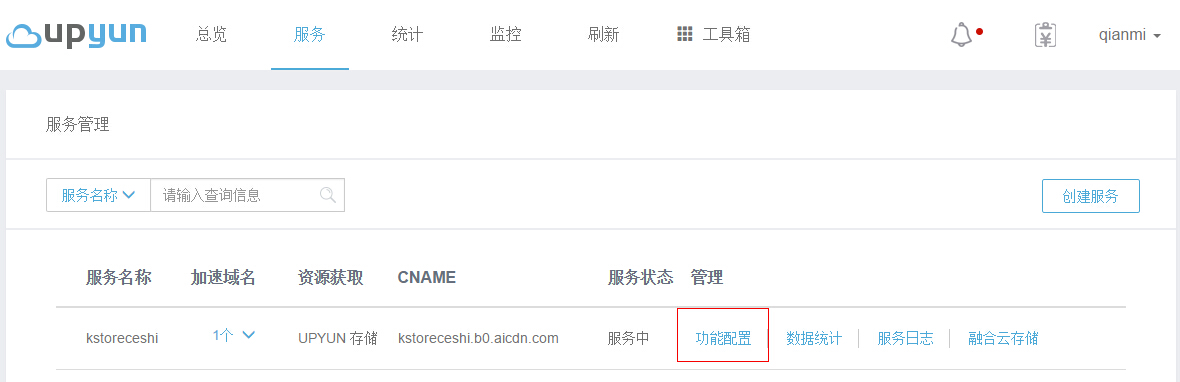 upyun 总览 服务 统计 监控 刷新 工具箱 qianmi
服务管理
服务名称 请输入查询信息 创建服务
服务名称 加速域名 资源获取 CNAME 服务状态 管理
kstoreceshi 1个 UPYUN 存储 kstoreceshi.b0.aicdn.com 服务中 功能配置 数据统计 服务日志 融合云存储